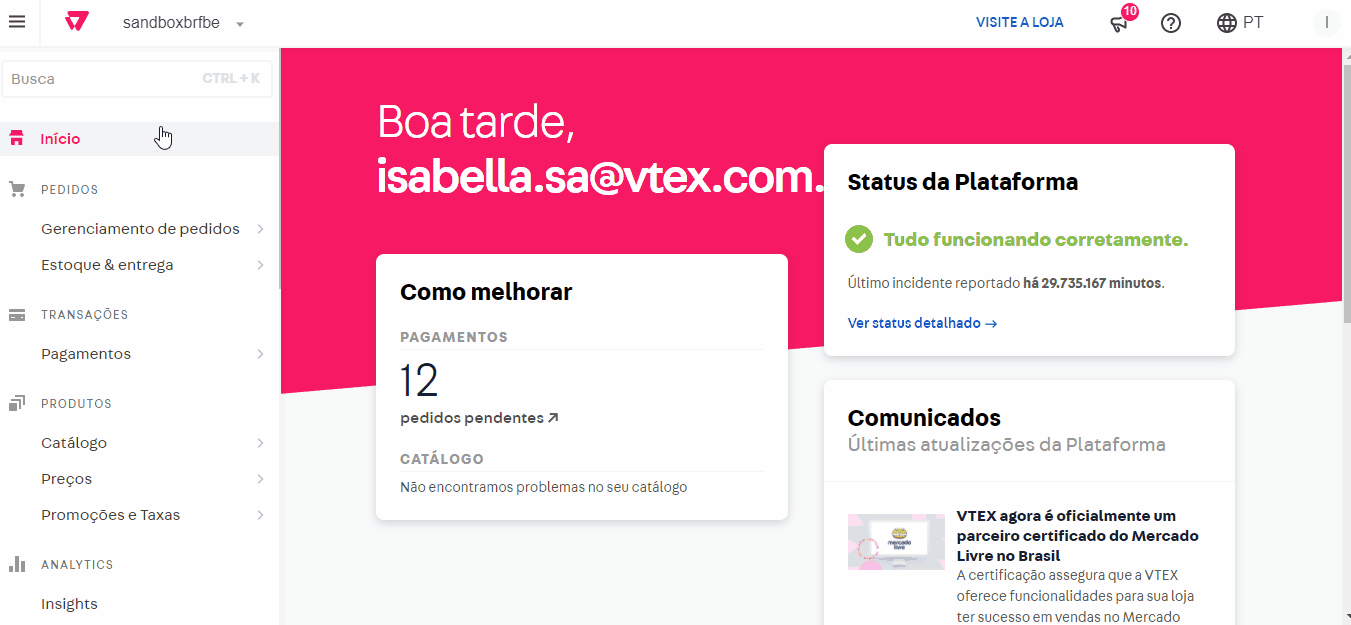 sandboxbrfbe
VISITE A LOJA
10
PT
I
Busca
CTRL + K
Início
PEDIDOS
Gerenciamento de pedidos
Estoque & entrega
TRANSAÇÕES
Pagamentos
PRODUTOS
Catálogo
Preços
Promoções e Taxas
ANALYTICS
Insights
Boa tarde,
isabella.sa@vtex.com.
Como melhorar
PAGAMENTOS
12
pedidos pendentes
CATÁLOGO
Não encontramos problemas no seu catálogo
Status da Plataforma
Tudo funcionando corretamente.
Último incidente reportado há 29.735.167 minutos.
Ver status detalhado →
Comunicados
Últimas atualizações da Plataforma
mercado
livre
VTEX agora é oficialmente um
parceiro certificado do Mercado
Livre no Brasil
A certificação assegura que a VTEX
oferece funcionalidades para sua loja
ter sucesso em vendas no Mercado